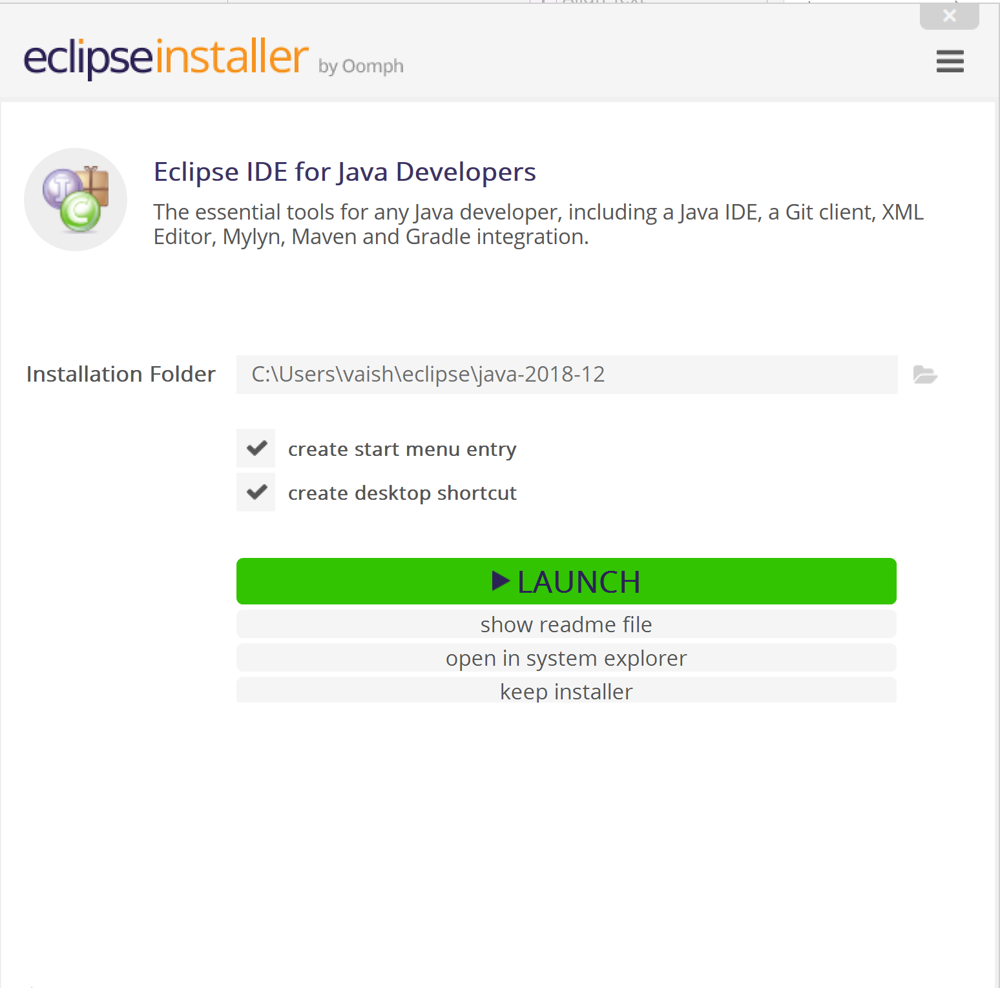 Align Text
eclipseinstaller by Oomph
Eclipse IDE for Java Developers
The essential tools for any Java developer, including a Java IDE, a Git client, XML
Editor, Mylyn, Maven and Gradle integration.
Installation Folder C:\Users\vaish\eclipse\java-2018-12
create start menu entry
create desktop shortcut
LAUNCH
show readme file
open in system explorer
keep installer